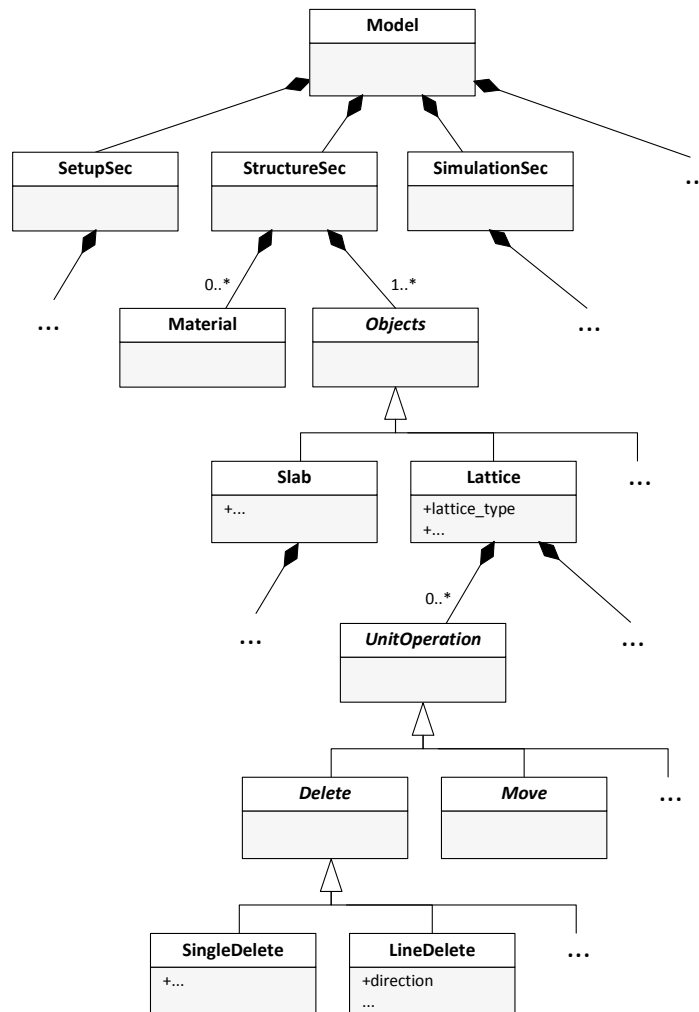 Model
SetupSec
StructureSec
SimulationSec
...
0..*
1..*
...
Material
Objects
...
Slab
+...
Lattice
+lattice_type
+...
...
0..*
...
UnitOperation
...
Delete
Move
...
SingleDelete
+...
LineDelete
+direction
...
...